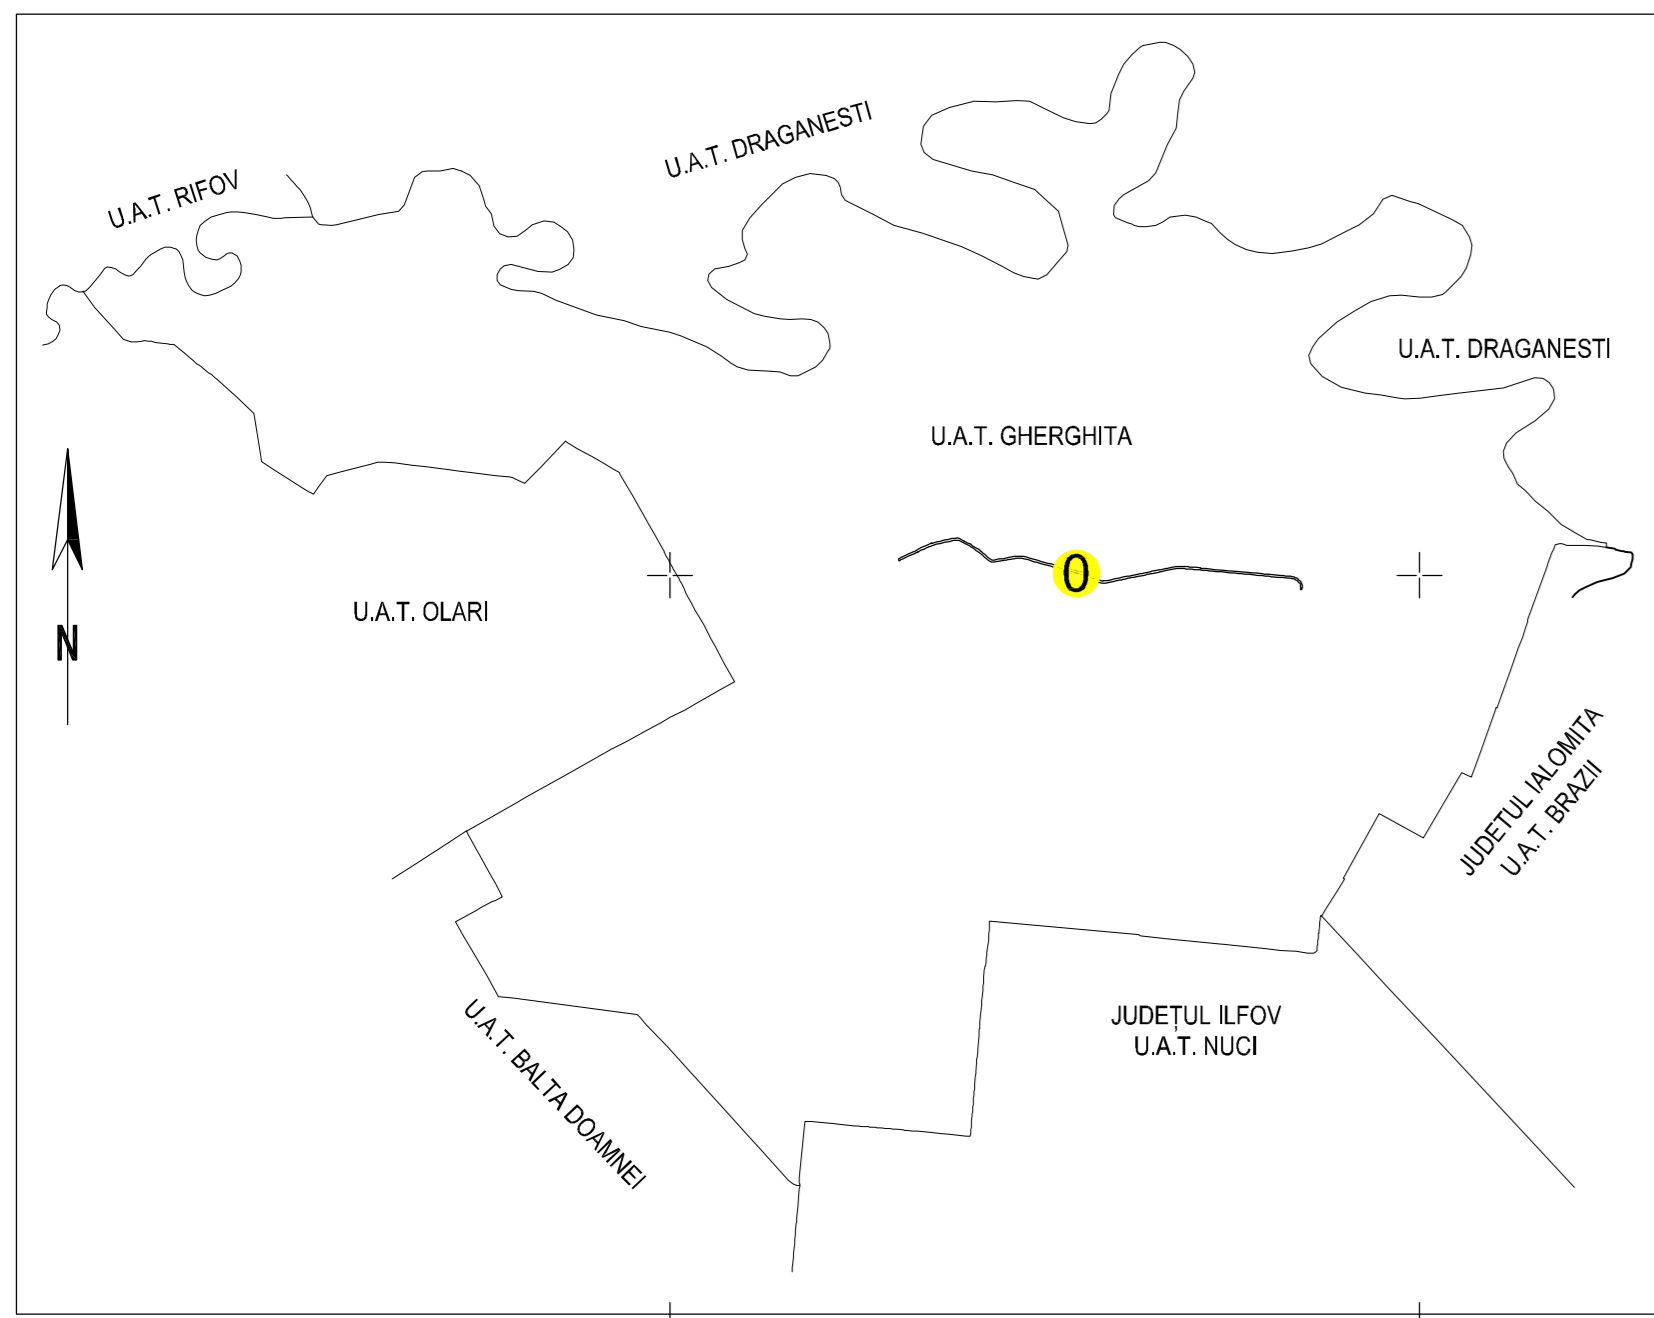 U.A.T. DRAGANESTI
U.A.T. RIFOV
U.A.T. DRAGANESTI
U.A.T. GHERGHITA
0
U.A.T. OLARI
N
JUDETUL IALOMITA
U.A.T. BRAZII
JUDEȚUL ILFOV
U.A.T. NUCI
U.A.T. BALTA DOAMNEI